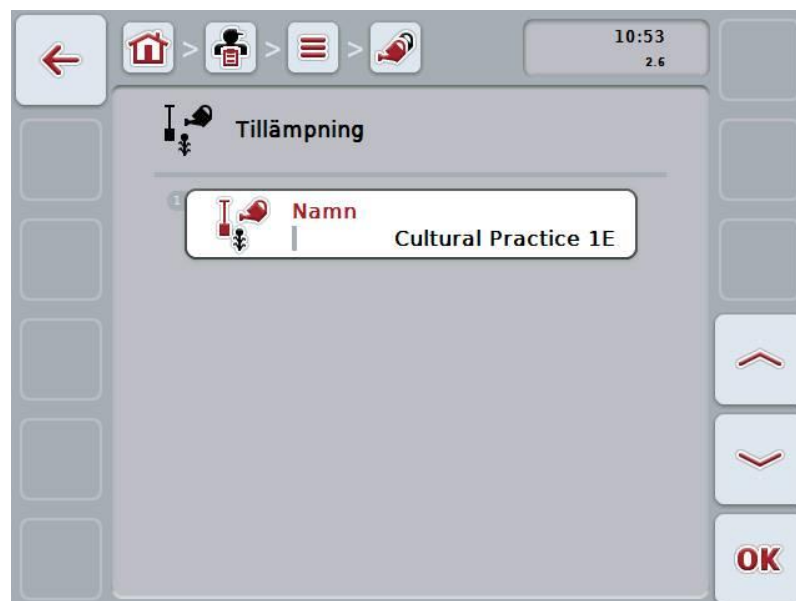 > > >
10:53
2.6
Tillämpning
1
Namn
Cultural Practice 1E
OK